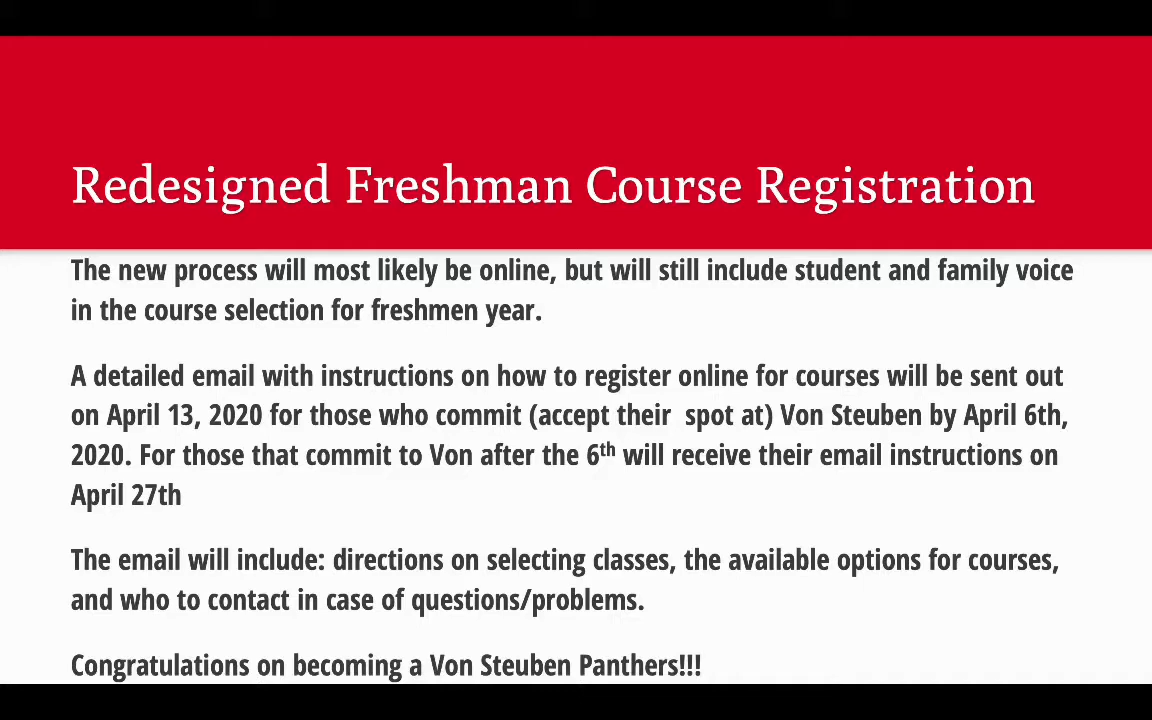 Redesigned Freshman Course Registration
The new process will most likely be online, but will still include student and family voice
in the course selection for freshmen year.
A detailed email with instructions on how to register online for courses will be sent out
on April 13, 2020 for those who commit (accept their  spot at) Von Steuben by April 6th,
2020. For those that commit to Von after the 6th will receive their email instructions on
April 27th
The email will include: directions on selecting classes, the available options for courses,
and who to contact in case of questions/problems.
Congratulations on becoming a Von Steuben Panthers!!!